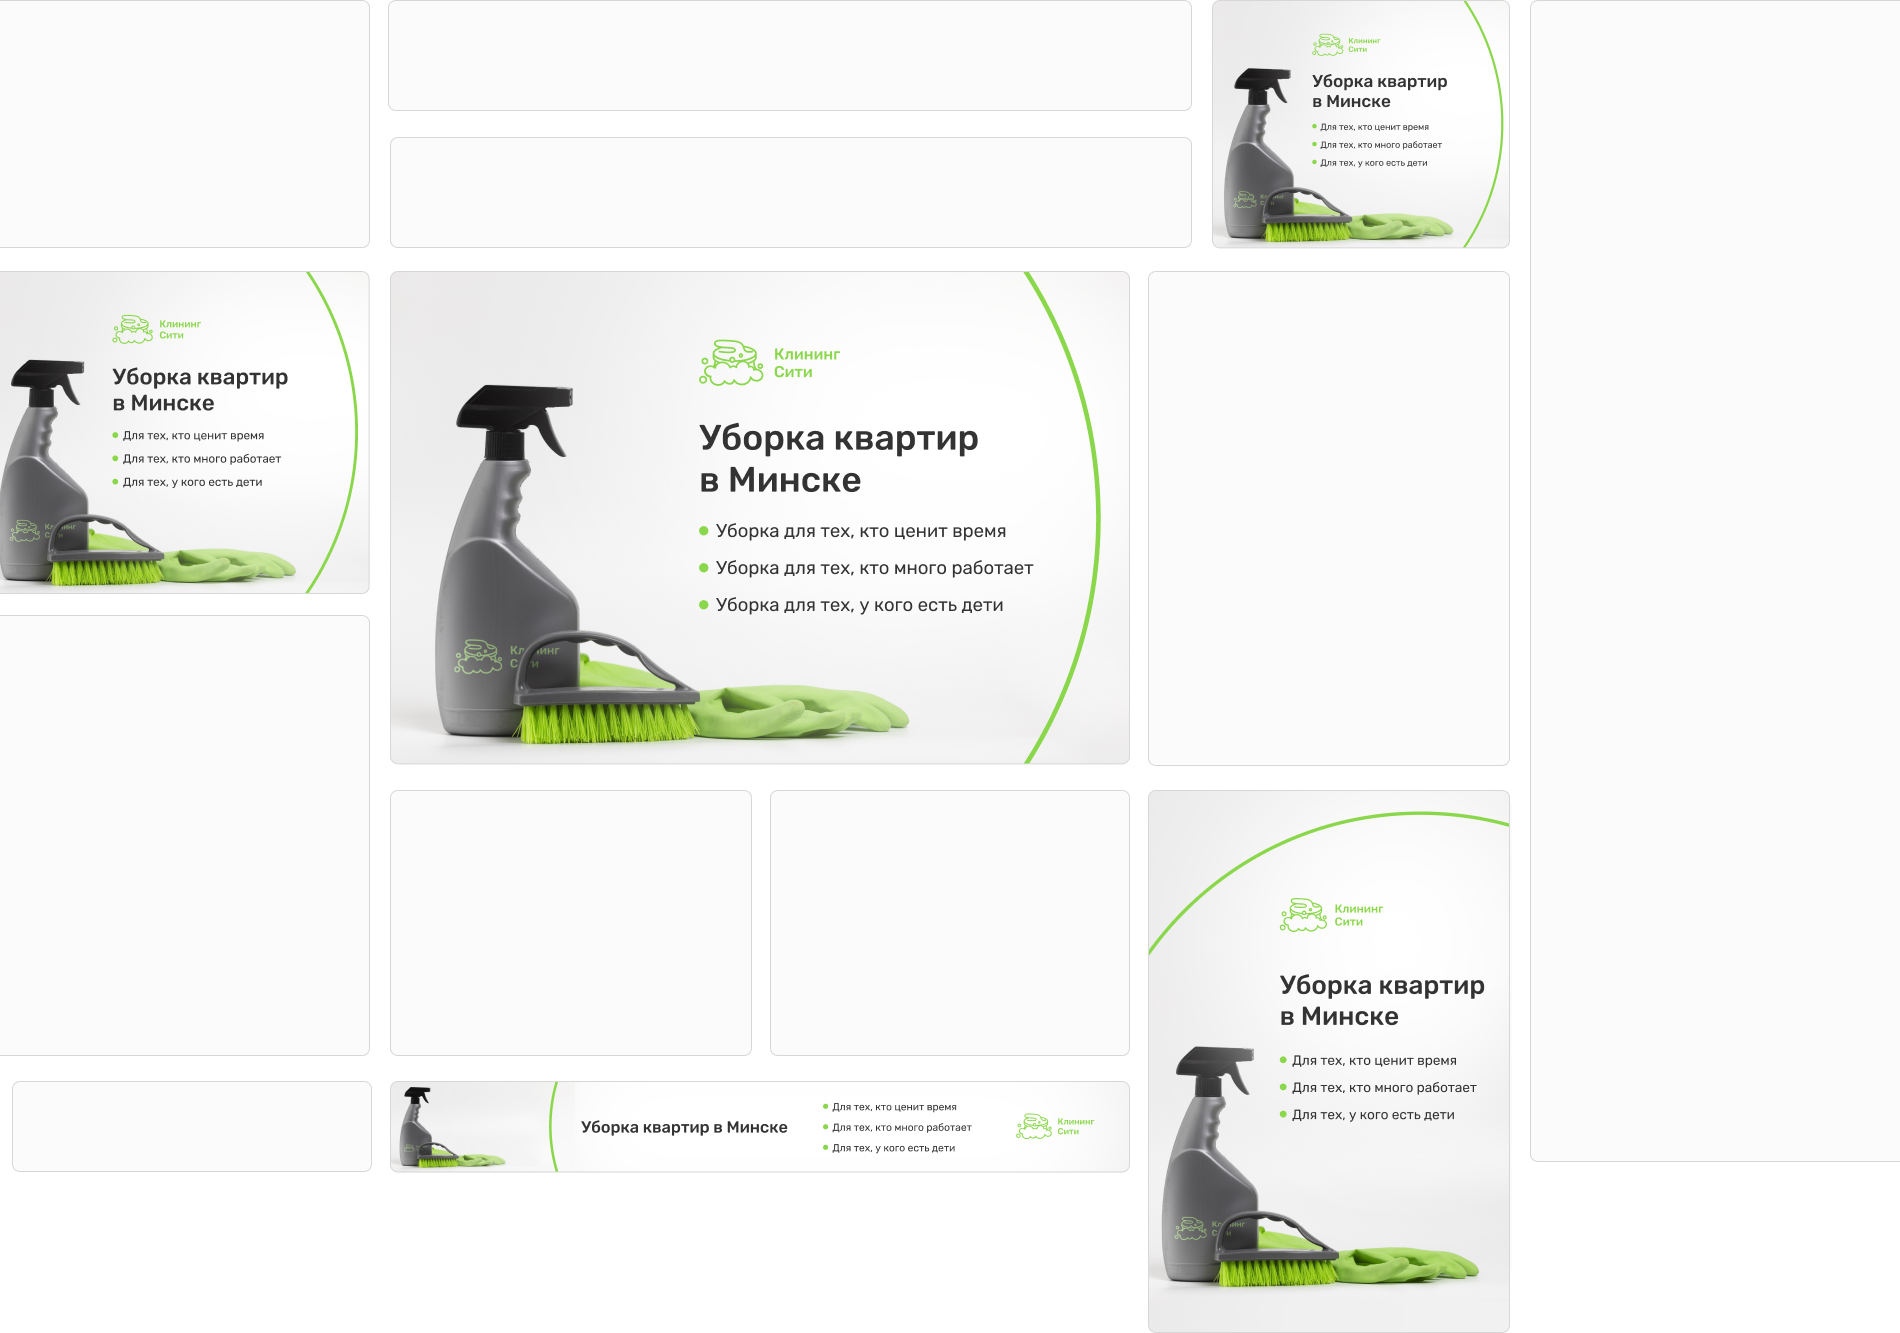 Клининг
Сити
Уборка квартир
в Минске
Для тех, кто ценит время
Для тех, кто много работает
Для тех, у кого есть дети
Клининг
Сити
Уборка квартир
в Минске
Для тех, кто ценит время
Для тех, кто много работает
Для тех, у кого есть дети
Клининг
Сити
Уборка квартир
в Минске
Уборка для тех, кто ценит время
Уборка для тех, кто много работает
Уборка для тех, у кого есть дети
Клининг
Сити
Уборка квартир в Минске
Для тех, кто ценит время
Для тех, кто много работает
Для тех, у кого есть дети
Клининг
Сити
Клининг
Сити
Уборка квартир
в Минске
Для тех, кто ценит время
Для тех, кто много работает
Для тех, у кого есть дети